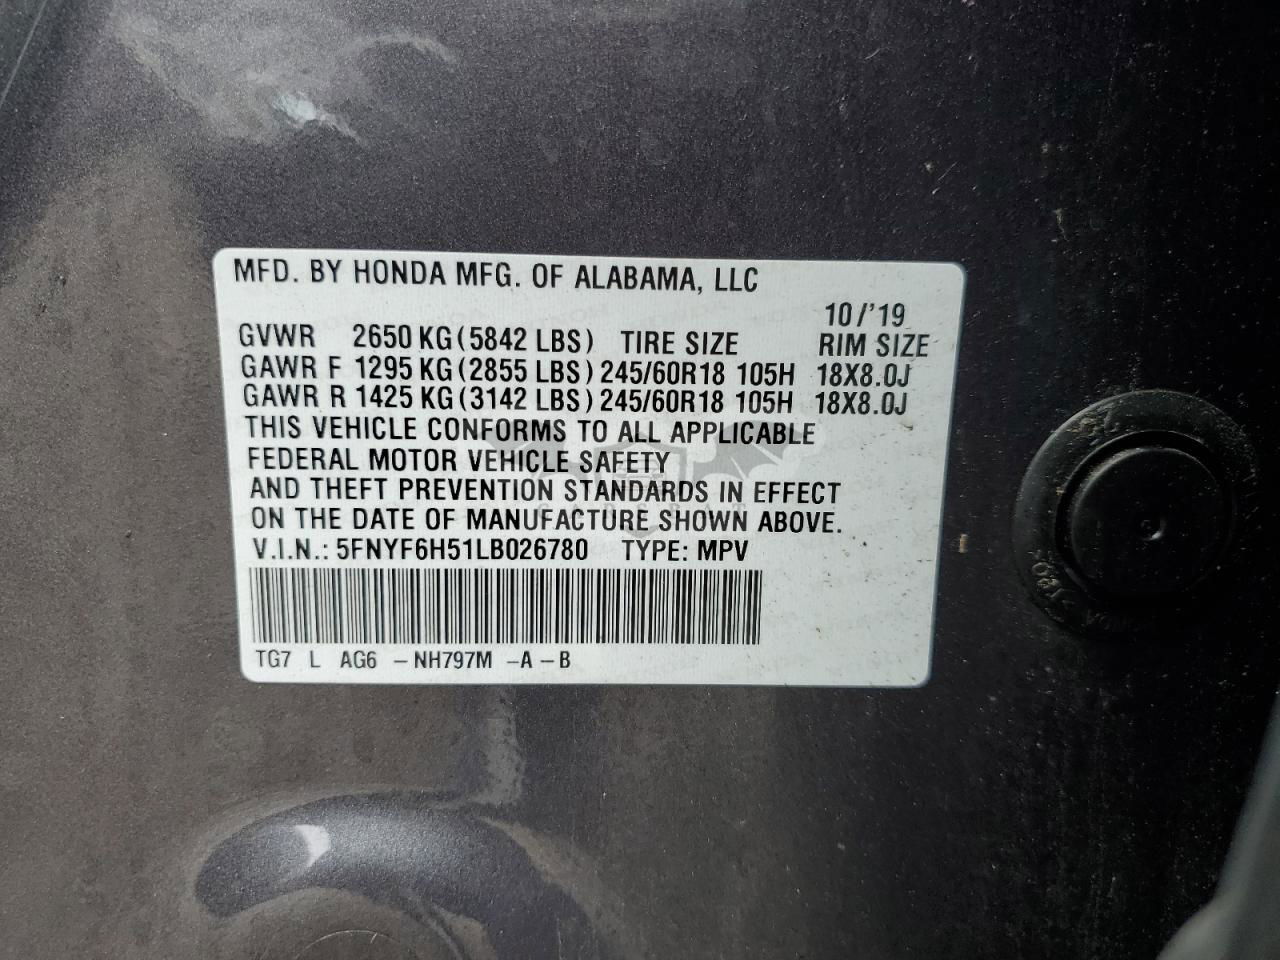 MFD. BY HONDA MFG. OF ALABAMA, LLC
10/'19
GVWR 2650 KG (5842 LBS) TIRE SIZE RIM SIZE
GAWR F 1295 KG (2855 LBS) 245/60R18 105H 18X8.0J
GAWR R 1425 KG (3142 LBS) 245/60R18 105H 18X8.0J
THIS VEHICLE CONFORMS TO ALL APPLICABLE
FEDERAL MOTOR VEHICLE SAFETY
AND THEFT PREVENTION STANDARDS IN EFFECT
ON THE DATE OF MANUFACTURE SHOWN ABOVE.
V.I.N.: 5FNYF6H51LB026780 TYPE: MPV
TG7 L AG6 -NH797M -A-B